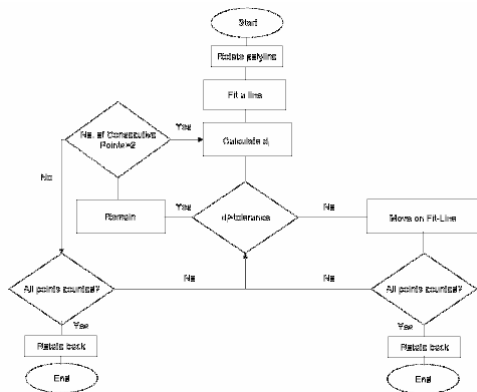 Start
Rotate polyline
Fit a line
No. of Consecutive
Points>2
Yes
Calculate di
No
Remain
Yes
di>tolerance
No
Move on Fit-Line
All points counted?
No
No
All points counted?
Yes
Yes
Rotate back
Rotate back
End
End